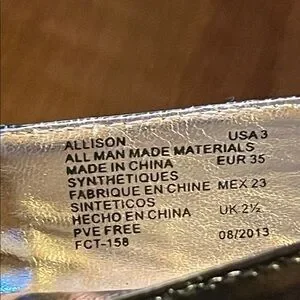 ALLISON USA 3
ALL MAN MADE MATERIALS
MADE IN CHINA EUR 35
SYNTHETIQUES
FABRIQUE EN CHINE MEX 23
SINTETICOS
HECHO EN CHINA UK 2½
PVE FREE
FCT-158 08/2013